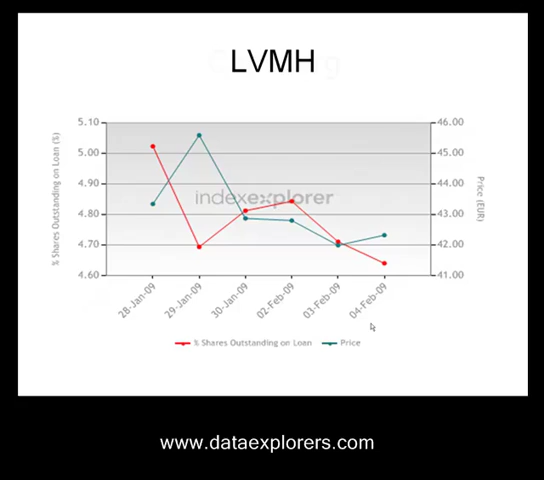 LVMH
5.10
5.00
4.90
4.80
4.70
4.60
% Shares Outstanding on Loan (%)
46.00
45.00
44.00
43.00
42.00
41.00
Price (EUR)
indexexplorer
28-Jan-09
29-Jan-09
30-Jan-09
02-Feb-09
03-Feb-09
04-Feb-09
% Shares Outstanding on Loan
Price
www.dataexplorers.com